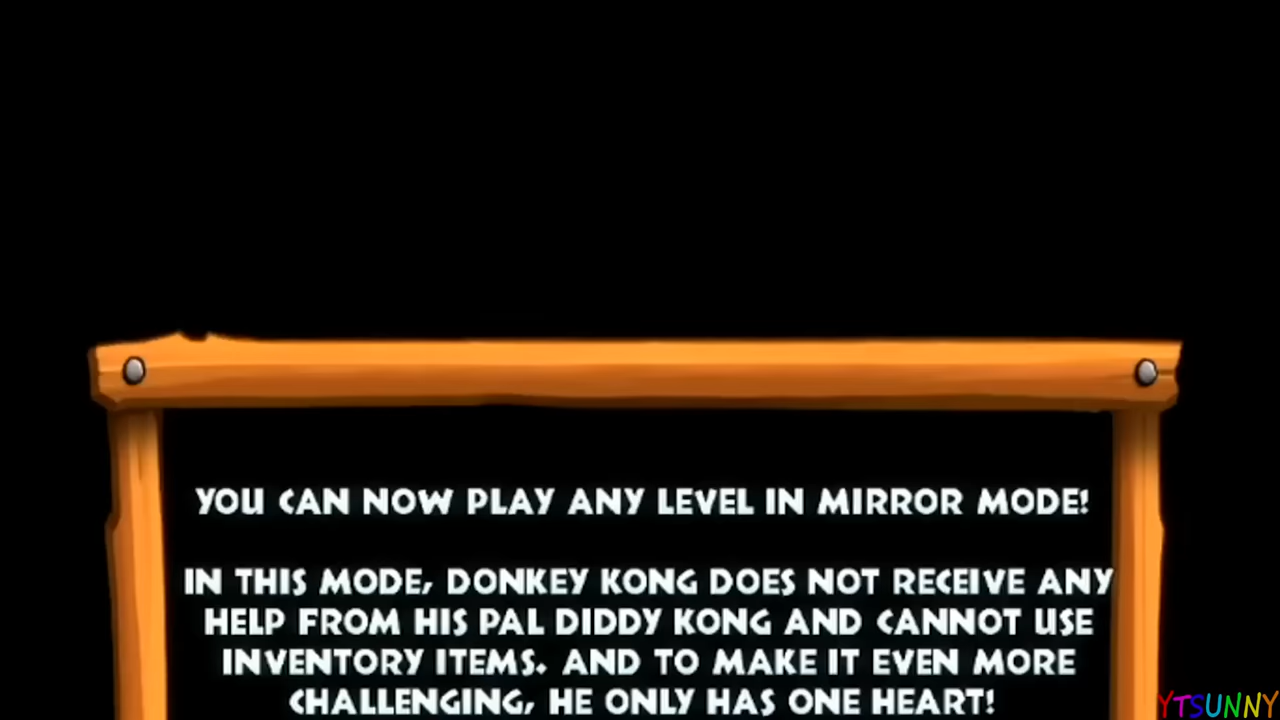 YOU CAN NOW PLAY ANY LEVEL IN MIRROR MODE!
IN THIS MODE, DONKEY KONG DOES NOT RECEIVE ANY
HELP FROM HIS PAL DIDDY KONG AND CANNOT USE
INVENTORY ITEMS. AND TO MAKE IT EVEN MORE
CHALLENGING, HE ONLY HAS ONE HEART!
YTSUNNY